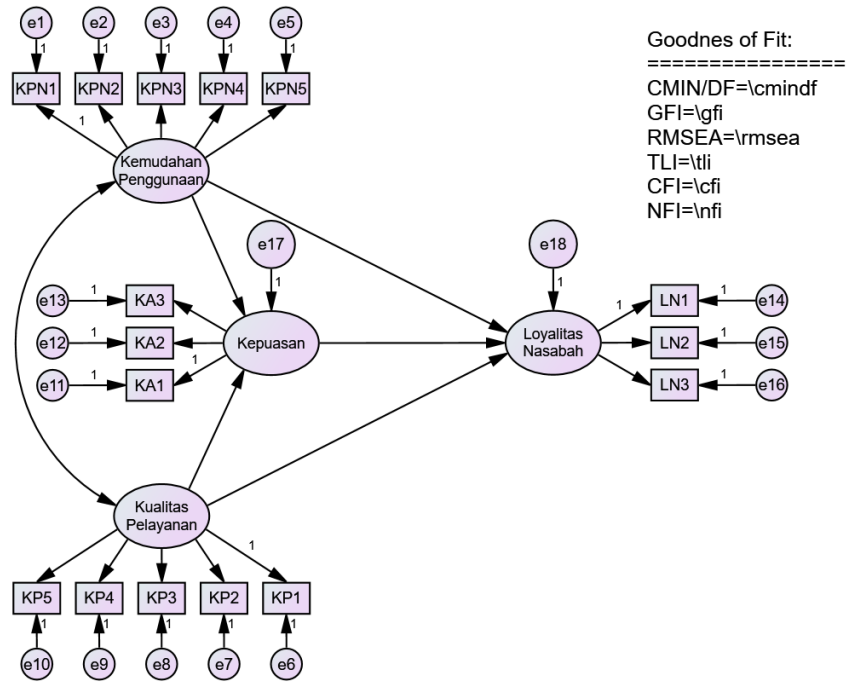 e1 e2 e3 e4 e5
1 1 1 1 1
KPN1 KPN2 KPN3 KPN4 KPN5
1
Kemudahan
Penggunaan
Goodnes of Fit:
================
CMIN/DF=\cmindf
GFI=\gfi
RMSEA=\rmsea
TLI=\tli
CFI=\cfi
NFI=\nfi
e17
1
e18
1
e13 1 KA3
e12 1 KA2
e11 1 KA1
1
Kepuasan
Loyalitas
Nasabah
1
LN1 1 e14
LN2 1 e15
LN3 1 e16
Kualitas
Pelayanan
1
KP5 KP4 KP3 KP2 KP1
1 1 1 1 1
e10 e9 e8 e7 e6